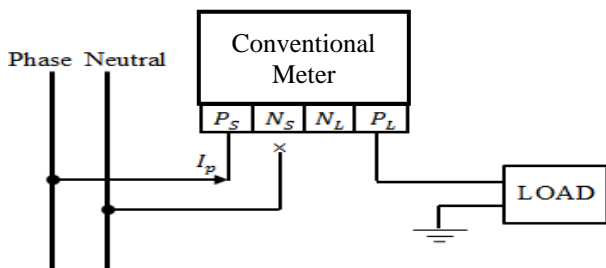 Conventional
Meter
Phase Neutral
P_S N_S N_L P_L
I_p
×
LOAD